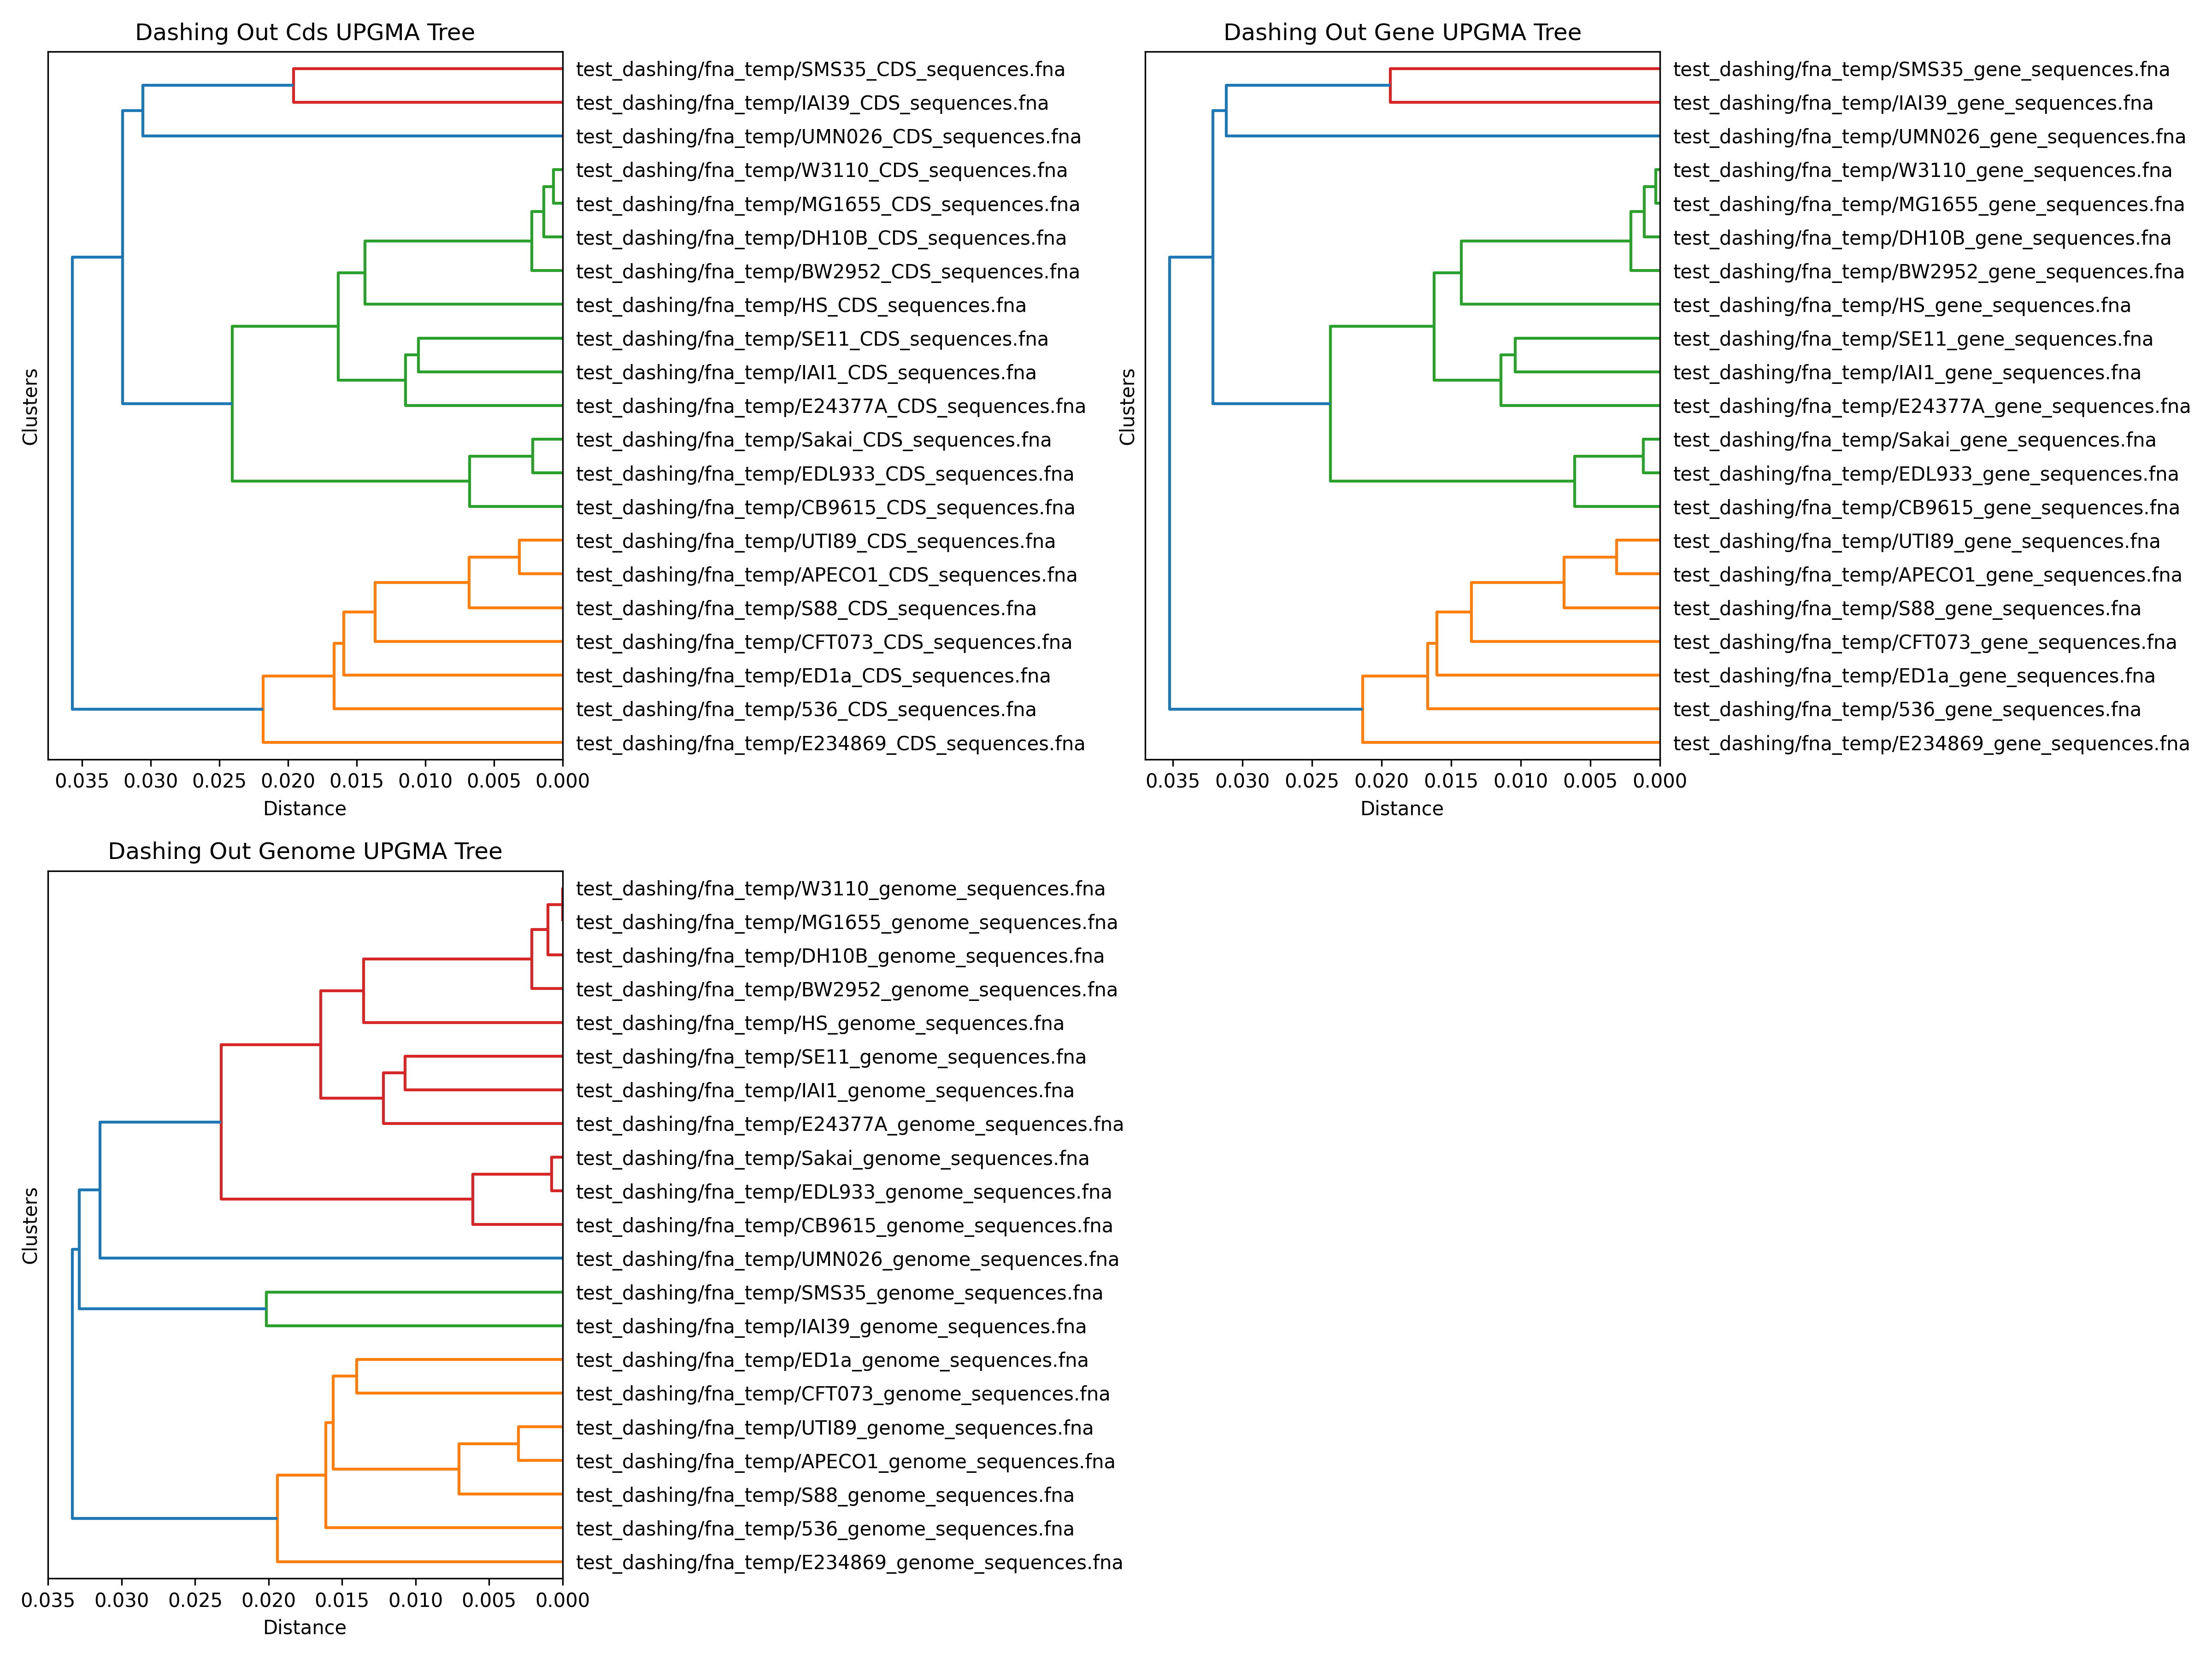 Dashing Out Cds UPGMA Tree
test_dashing/fna_temp/SMS35_CDS_sequences.fna
test_dashing/fna_temp/IAI39_CDS_sequences.fna
test_dashing/fna_temp/UMN026_CDS_sequences.fna
test_dashing/fna_temp/W3110_CDS_sequences.fna
test_dashing/fna_temp/MG1655_CDS_sequences.fna
test_dashing/fna_temp/DH10B_CDS_sequences.fna
test_dashing/fna_temp/BW2952_CDS_sequences.fna
test_dashing/fna_temp/HS_CDS_sequences.fna
test_dashing/fna_temp/SE11_CDS_sequences.fna
test_dashing/fna_temp/IAI1_CDS_sequences.fna
test_dashing/fna_temp/E24377A_CDS_sequences.fna
test_dashing/fna_temp/Sakai_CDS_sequences.fna
test_dashing/fna_temp/EDL933_CDS_sequences.fna
test_dashing/fna_temp/CB9615_CDS_sequences.fna
test_dashing/fna_temp/UTI89_CDS_sequences.fna
test_dashing/fna_temp/APECO1_CDS_sequences.fna
test_dashing/fna_temp/S88_CDS_sequences.fna
test_dashing/fna_temp/CFT073_CDS_sequences.fna
test_dashing/fna_temp/ED1a_CDS_sequences.fna
test_dashing/fna_temp/536_CDS_sequences.fna
test_dashing/fna_temp/E234869_CDS_sequences.fna
Clusters
0.035 0.030 0.025 0.020 0.015 0.010 0.005 0.000
Distance
Dashing Out Gene UPGMA Tree
test_dashing/fna_temp/SMS35_gene_sequences.fna
test_dashing/fna_temp/IAI39_gene_sequences.fna
test_dashing/fna_temp/UMN026_gene_sequences.fna
test_dashing/fna_temp/W3110_gene_sequences.fna
test_dashing/fna_temp/MG1655_gene_sequences.fna
test_dashing/fna_temp/DH10B_gene_sequences.fna
test_dashing/fna_temp/BW2952_gene_sequences.fna
test_dashing/fna_temp/HS_gene_sequences.fna
test_dashing/fna_temp/SE11_gene_sequences.fna
test_dashing/fna_temp/IAI1_gene_sequences.fna
test_dashing/fna_temp/E24377A_gene_sequences.fna
test_dashing/fna_temp/Sakai_gene_sequences.fna
test_dashing/fna_temp/EDL933_gene_sequences.fna
test_dashing/fna_temp/CB9615_gene_sequences.fna
test_dashing/fna_temp/UTI89_gene_sequences.fna
test_dashing/fna_temp/APECO1_gene_sequences.fna
test_dashing/fna_temp/S88_gene_sequences.fna
test_dashing/fna_temp/CFT073_gene_sequences.fna
test_dashing/fna_temp/ED1a_gene_sequences.fna
test_dashing/fna_temp/536_gene_sequences.fna
test_dashing/fna_temp/E234869_gene_sequences.fna
Clusters
0.035 0.030 0.025 0.020 0.015 0.010 0.005 0.000
Distance
Dashing Out Genome UPGMA Tree
test_dashing/fna_temp/W3110_genome_sequences.fna
test_dashing/fna_temp/MG1655_genome_sequences.fna
test_dashing/fna_temp/DH10B_genome_sequences.fna
test_dashing/fna_temp/BW2952_genome_sequences.fna
test_dashing/fna_temp/HS_genome_sequences.fna
test_dashing/fna_temp/SE11_genome_sequences.fna
test_dashing/fna_temp/IAI1_genome_sequences.fna
test_dashing/fna_temp/E24377A_genome_sequences.fna
test_dashing/fna_temp/Sakai_genome_sequences.fna
test_dashing/fna_temp/EDL933_genome_sequences.fna
test_dashing/fna_temp/CB9615_genome_sequences.fna
test_dashing/fna_temp/UMN026_genome_sequences.fna
test_dashing/fna_temp/SMS35_genome_sequences.fna
test_dashing/fna_temp/IAI39_genome_sequences.fna
test_dashing/fna_temp/ED1a_genome_sequences.fna
test_dashing/fna_temp/CFT073_genome_sequences.fna
test_dashing/fna_temp/UTI89_genome_sequences.fna
test_dashing/fna_temp/APECO1_genome_sequences.fna
test_dashing/fna_temp/S88_genome_sequences.fna
test_dashing/fna_temp/536_genome_sequences.fna
test_dashing/fna_temp/E234869_genome_sequences.fna
Clusters
0.035 0.030 0.025 0.020 0.015 0.010 0.005 0.000
Distance